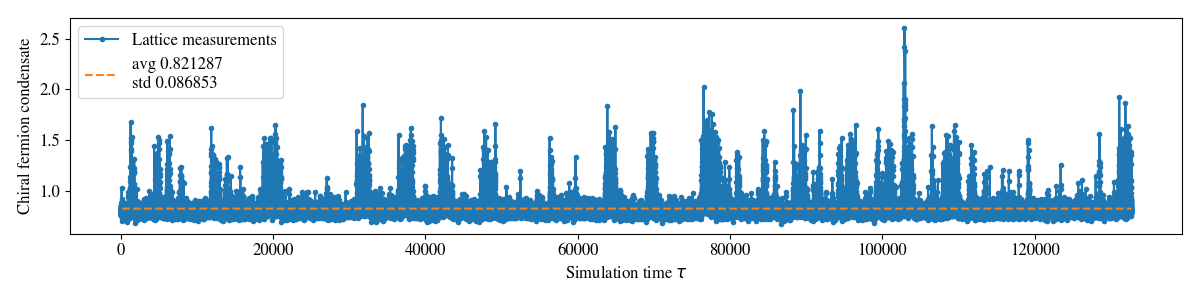 Chiral fermion condensate
2.5
2.0
1.5
1.0
Lattice measurements
avg 0.821287
std 0.086853
0
20000
40000
60000
80000
100000
120000
Simulation time τ